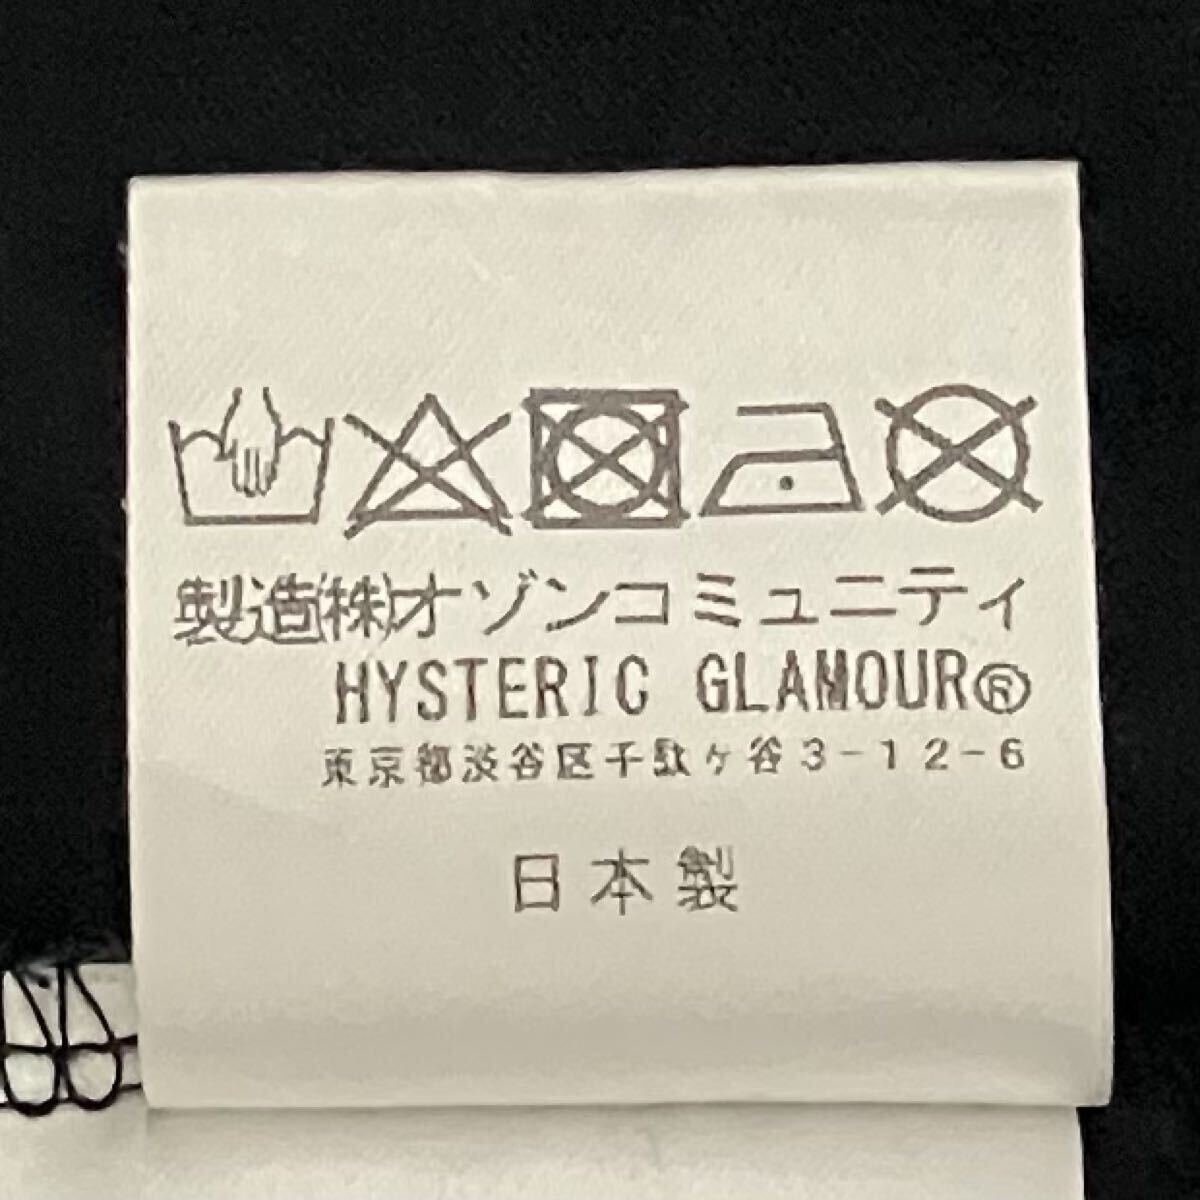 製造(株)オゾンコミュニティ
HYSTERIC GLAMOUR®
東京都渋谷区千駄ヶ谷3-12-6
日本製